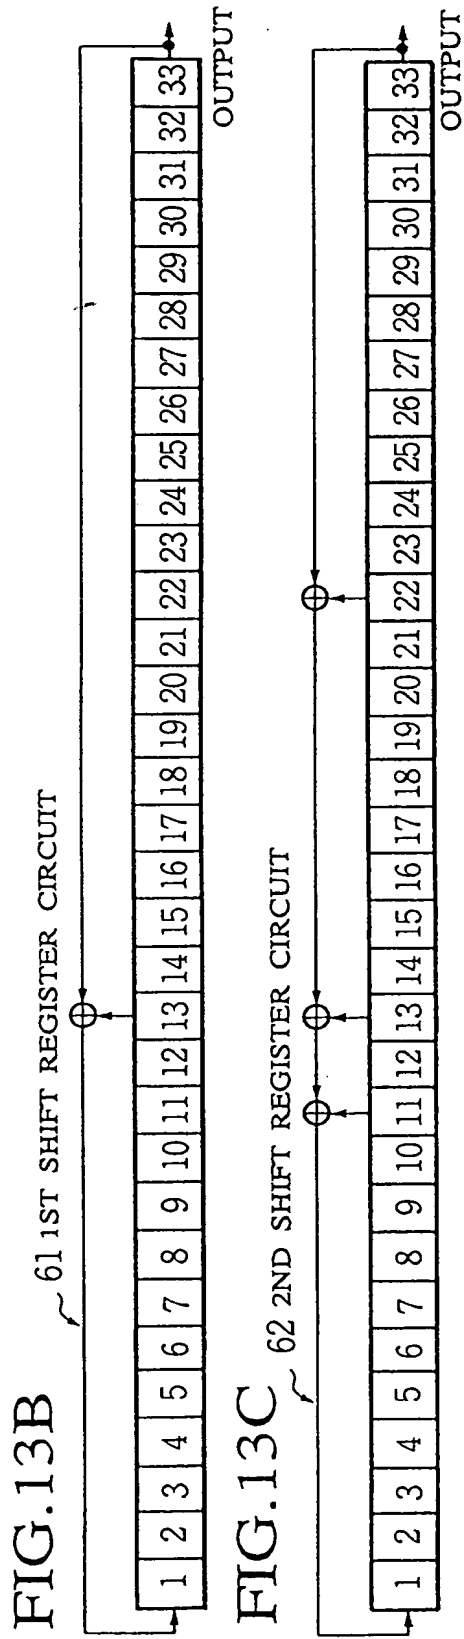 FIG.13B
61 1ST SHIFT REGISTER CIRCUIT
1 2 3 4 5 6 7 8 9 10 11 12 13 14 15 16 17 18 19 20 21 22 23 24 25 26 27 28 29 30 31 32 33
OUTPUT
FIG.13C
62 2ND SHIFT REGISTER CIRCUIT
1 2 3 4 5 6 7 8 9 10 11 12 13 14 15 16 17 18 19 20 21 22 23 24 25 26 27 28 29 30 31 32 33
OUTPUT